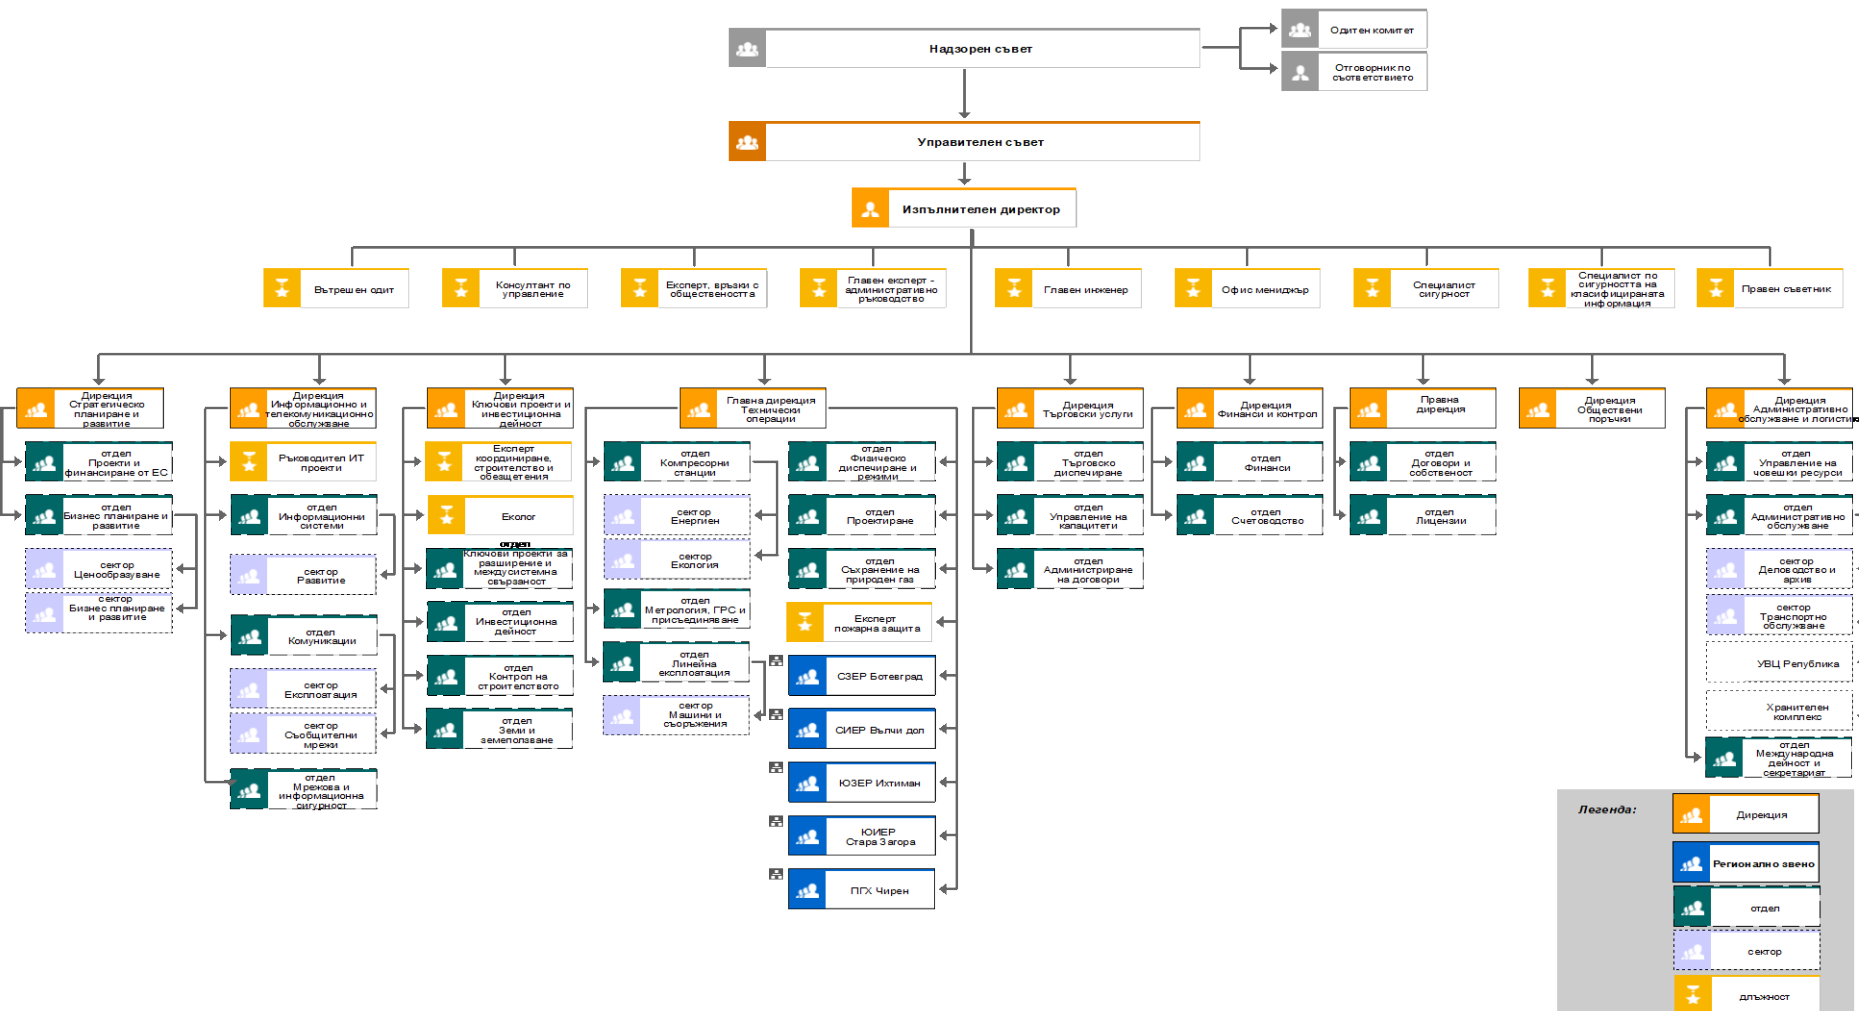 Надзорен съвет
Одитен комитет
Отговорник по
съответствието
Управителен съвет
Изпълнителен директор
Вътрешен одит
Консултант по
управление
Експерт, връзки с
обществеността
Главен експерт -
административно
ръководство
Главен инженер
Офис мениджър
Специалист
сигурност
Специалист по
сигурността на
класифицираната
информация
Правен съветник
Дирекция
Стратегическо
планиране и
развитие
отдел
Проекти и
финансиране от ЕС
отдел
Бизнес планиране и
развитие
сектор
Ценообразуване
сектор
Бизнес планиране
и развитие
Дирекция
Информационно и
телекомуникационно
обслужване
Ръководител ИТ
проекти
отдел
Информационни
системи
сектор
Развитие
отдел
Комуникации
сектор
Експлоатация
сектор
Съобщителни
мрежи
отдел
Мрежова и
информационна
сигурност
Дирекция
Ключови проекти и
инвестиционна
дейност
Експерт
координиране,
строителство и
обезщетения
Еколог
отдел
Ключови проекти за
разширение и
междусистемна
свързаност
отдел
Инвестиционна
дейност
отдел
Контрол на
строителството
отдел
Земи и
земеползване
Главна дирекция
Технически
операции
отдел
Компресорни
станции
сектор
Енергиен
сектор
Екология
отдел
Метрология, ГРС и
присъединяване
отдел
Линейна
експлоатация
сектор
Машини и
съоръжения
отдел
Физическо
диспечиране и
режими
отдел
Проектиране
отдел
Съхранение на
природен газ
Експерт
пожарна защита
СЗЕР Ботевград
СИЕР Вълчи дол
ЮЗЕР Ихтиман
ЮИЕР
Стара Загора
ПГХ Чирен
Дирекция
Търговски услуги
отдел
Търговско
диспечиране
отдел
Управление на
капацитети
отдел
Администриране
на договори
Дирекция
Финанси и контрол
отдел
Финанси
отдел
Счетоводство
Правна
дирекция
отдел
Договори и
собственост
отдел
Лицензии
Дирекция
Обществени
поръчки
Дирекция
Административно
обслужване и логистика
отдел
Управление на
човешки ресурси
отдел
Административно
обслужване
сектор
Деловодство и
архив
сектор
Транспортно
обслужване
УВЦ Република
Хранителен
комплекс
отдел
Международна
дейност и
секретариат
Легенда:
Дирекция
Регионално звено
отдел
сектор
длъжност